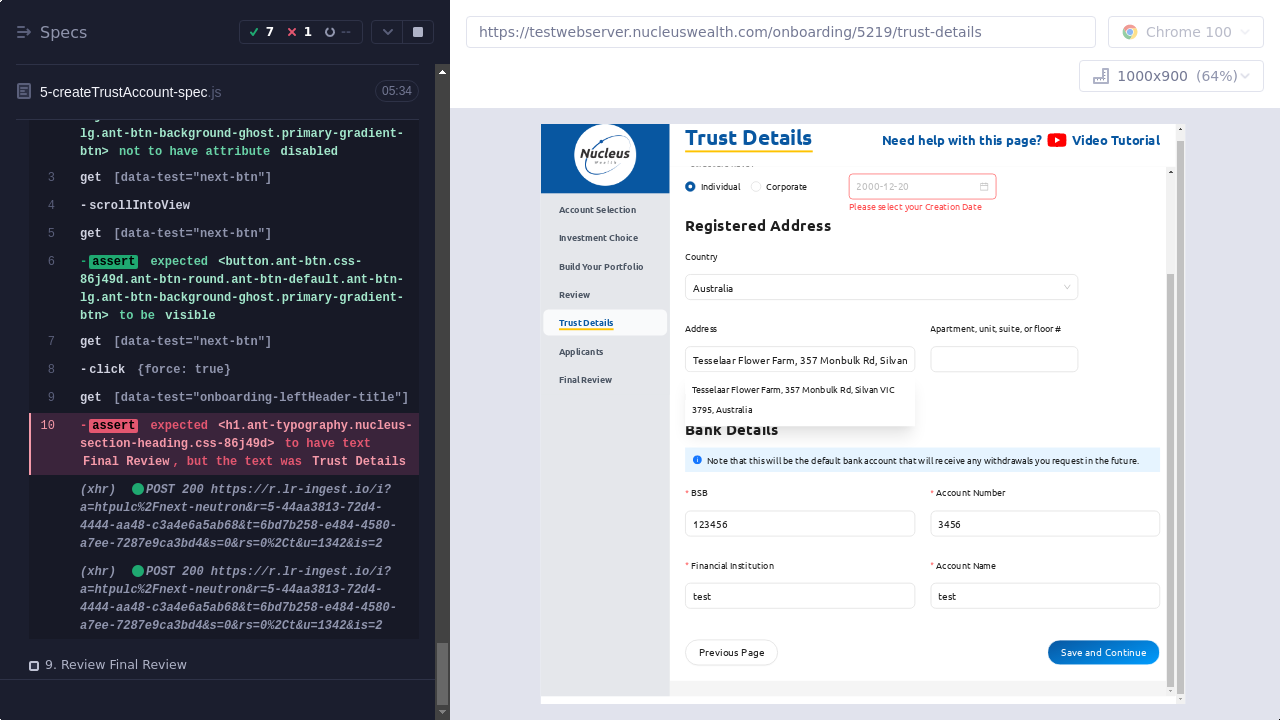 Specs
7
1
--
5-createTrustAccount-spec.js
05:34
lg.ant-btn-background-ghost.primary-gradient-
btn> not to have attribute disabled
3 get [data-test="next-btn"]
4 -scrollIntoView
5 get [data-test="next-btn"]
6 -assert expected <button.ant-btn.css-
86j49d.ant-btn-round.ant-btn-default.ant-btn-
lg.ant-btn-background-ghost.primary-gradient-
btn> to be visible
7 get [data-test="next-btn"]
8 -click {force: true}
9 get [data-test="onboarding-leftHeader-title"]
10 -assert expected <h1.ant-typography.nucleus-
section-heading.css-86j49d> to have text
Final Review, but the text was Trust Details
(xhr) POST 200 https://r.lr-ingest.io/i?
a=htpulc%2Fnext-neutron&r=5-44aa3813-72d4-
4444-aa48-c3a4e6a5ab68&t=6bd7b258-e484-4580-
a7ee-7287e9ca3bd4&s=0&rs=0%2Ct&u=1342&is=2
(xhr) POST 200 https://r.lr-ingest.io/i?
a=htpulc%2Fnext-neutron&r=5-44aa3813-72d4-
4444-aa48-c3a4e6a5ab68&t=6bd7b258-e484-4580-
a7ee-7287e9ca3bd4&s=0&rs=0%2Ct&u=1342&is=2
9. Review Final Review
https://testwebserver.nucleuswealth.com/onboarding/5219/trust-details
Chrome 100
1000x900 (64%)
Nucleus
Wealth
Account Selection
Investment Choice
Build Your Portfolio
Review
Trust Details
Applicants
Final Review
Trust Details
Need help with this page? Video Tutorial
Individual
Corporate
2000-12-20
Please select your Creation Date
Registered Address
Country
Australia
Address
Apartment, unit, suite, or floor #
Tesselaar Flower Farm, 357 Monbulk Rd, Silvan
Tesselaar Flower Farm, 357 Monbulk Rd, Silvan VIC
3795, Australia
Bank Details
Note that this will be the default bank account that will receive any withdrawals you request in the future.
* BSB
* Account Number
123456
3456
* Financial Institution
* Account Name
test
test
Previous Page
Save and Continue